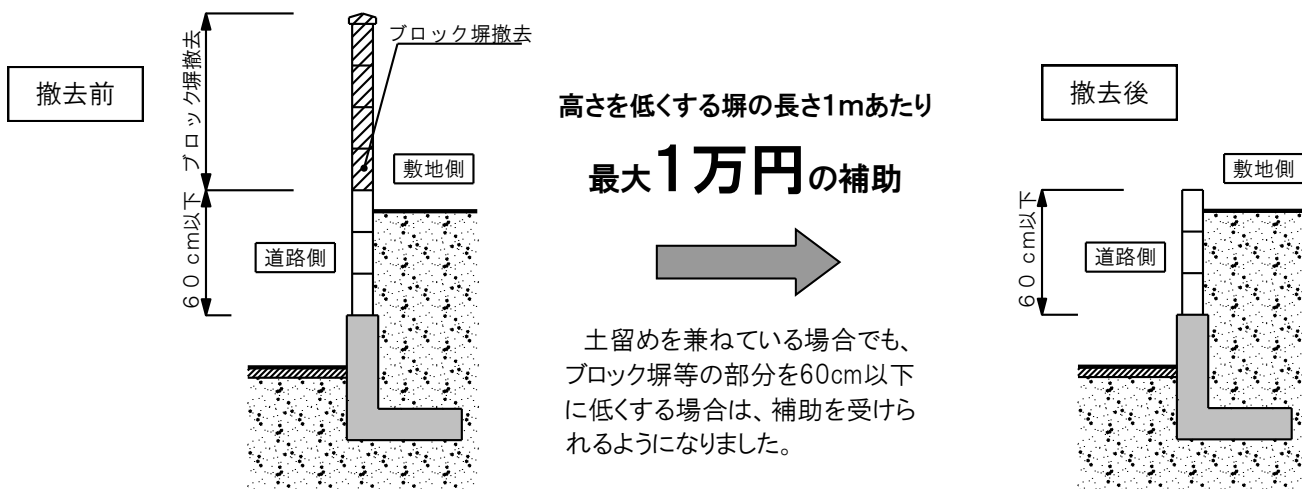 撤去前
ブロック塀撤去
ブロック塀撤去
敷地側
60cm以下
道路側
高さを低くする塀の長さ1mあたり
最大1万円の補助
土留めを兼ねている場合でも、
ブロック塀等の部分を60cm以下
に低くする場合は、補助を受けら
れるようになりました。
撤去後
敷地側
60cm以下
道路側